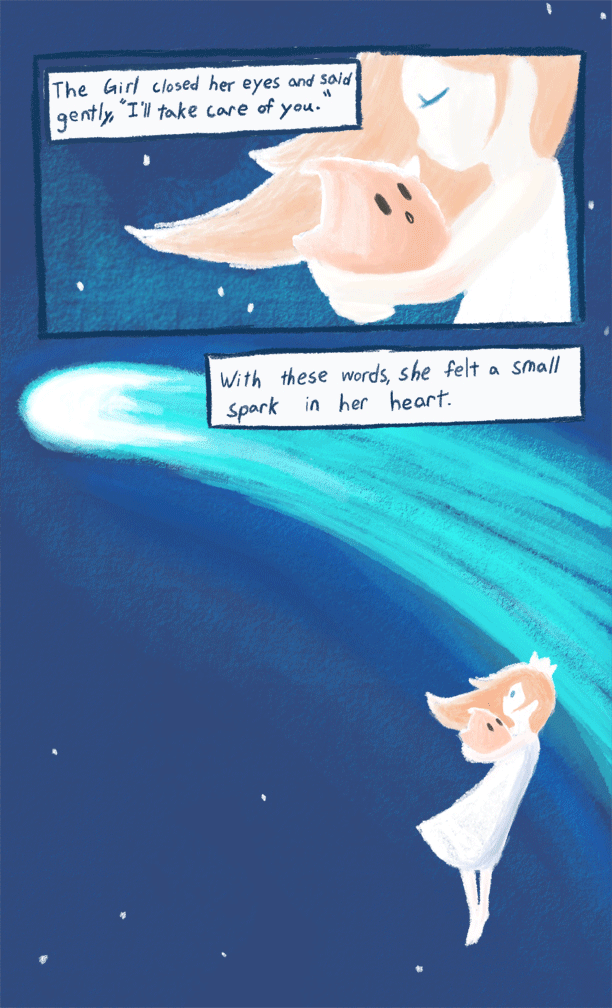 The Girl closed her eyes and said
gently, "I'll take care of you."
With these words, she felt a small
spark in her heart.